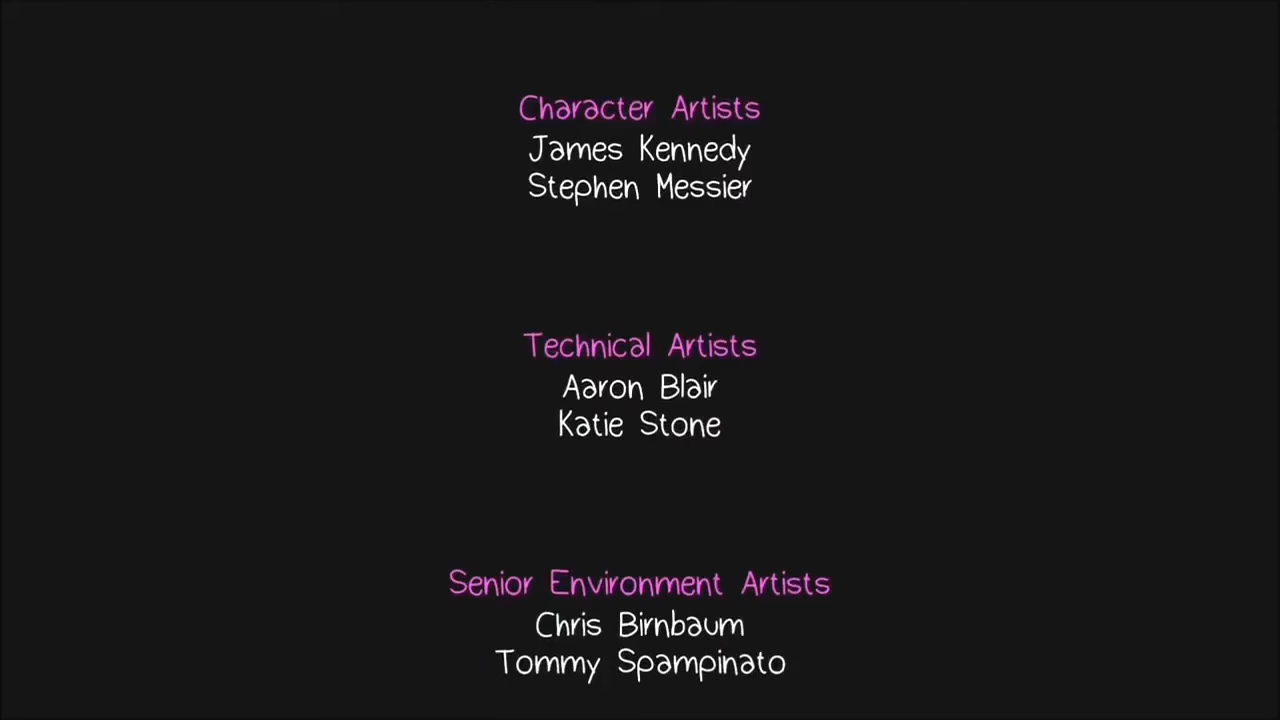 Character Artists
James Kennedy
Stephen Messier
Technical Artists
Aaron Blair
Katie Stone
Senior Environment Artists
Chris Birnbaum
Tommy Spampinato